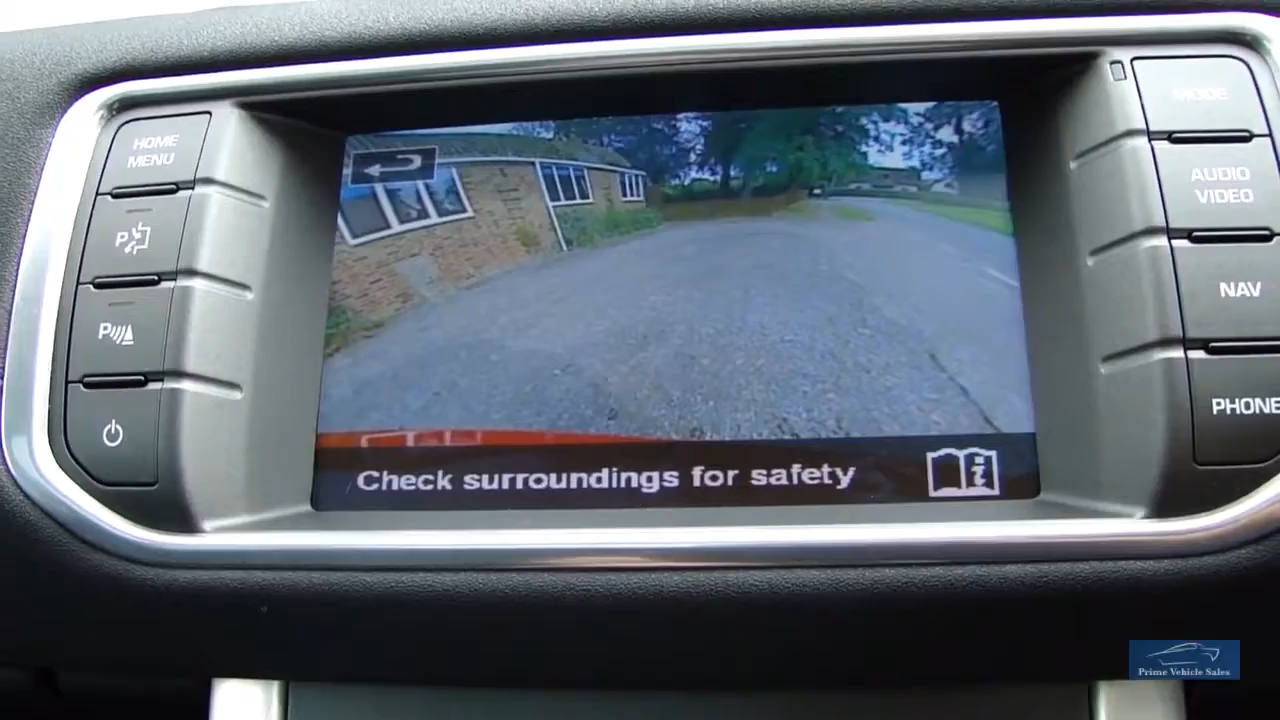 HOME
MENU
P
P
MODE
AUDIO
VIDEO
NAV
PHONE
Check surroundings for safety
i
Prime Vehicle Sales